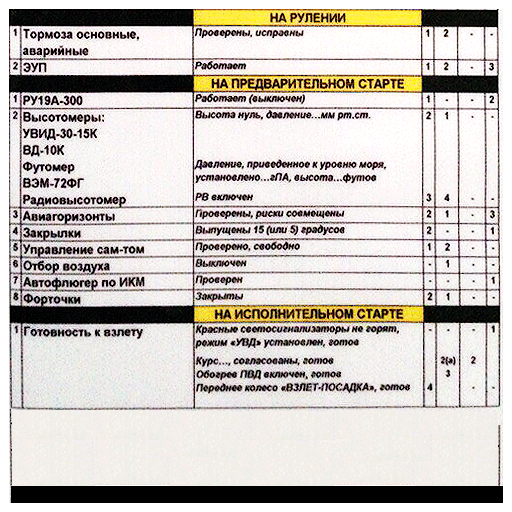 НА РУЛЕНИИ
1 Тормоза основные, аварийные Проверены, исправны 1 2 - -
2 ЭУП Работает 1 2 - 3
НА ПРЕДВАРИТЕЛЬНОМ СТАРТЕ
1 РУ19А-300 Работает (выключен) 1 - - 2
2 Высотомеры: Высота нуль, давление...мм рт.ст. 2 1 - -
УВИД-30-15К
ВД-10К
Футомер Давление, приведенное к уровню моря,
ВЭМ-72ФГ установлено...гПА, высота...футов
Радиовысотомер РВ включен 3 4 - -
3 Авиагоризонты Проверены, риски совмещены 2 1 - 3
4 Закрылки Выпущены 15 (или 5) градусов 2 - - 1
5 Управление сам-том Проверено, свободно 1 2 - -
6 Отбор воздуха Выключен - 1 - -
7 Автофлюгер по ИКМ Проверен - - - 1
8 Форточки Закрыты 2 1 - -
НА ИСПОЛНИТЕЛЬНОМ СТАРТЕ
1 Готовность к взлету Красные светосигнализаторы не горят, - - - 1
режим «УВД» установлен, готов
Курс..., согласованы, готов 2(а) 2
Обогрев ПВД включен, готов 3
Переднее колесо «ВЗЛЕТ-ПОСАДКА», готов 4 - - -